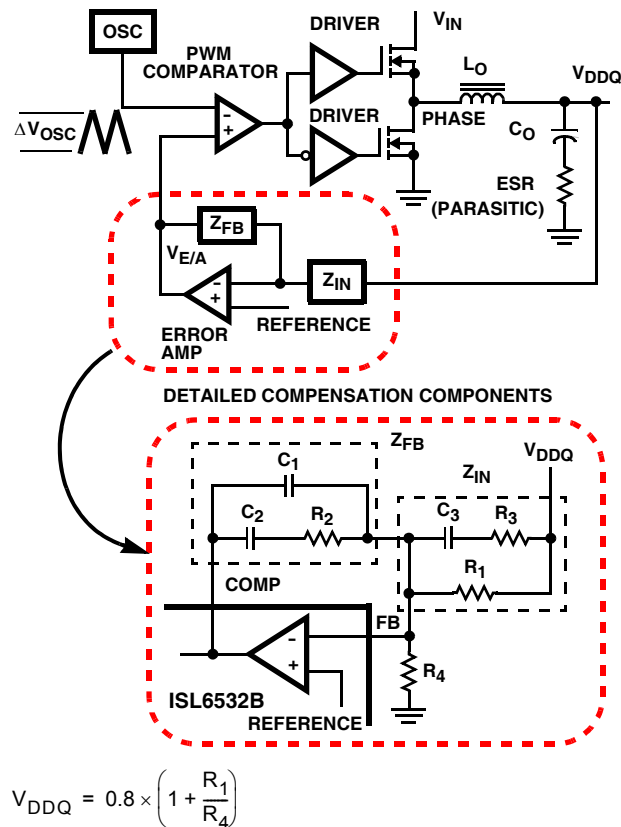 OSC
PWM
COMPARATOR
DRIVER
DRIVER
V_IN
L_O
V_DDQ
PHASE
C_O
ESR
(PARASITIC)
ΔV_OSC
-
+
Z_FB
V_E/A
-
+
Z_IN
REFERENCE
ERROR
AMP
DETAILED COMPENSATION COMPONENTS
Z_FB
V_DDQ
Z_IN
C_1
C_2
R_2
C_3
R_3
R_1
COMP
FB
-
+
R_4
ISL6532B
REFERENCE
V_DDQ = 0.8 × (1 + R_1/R_4)